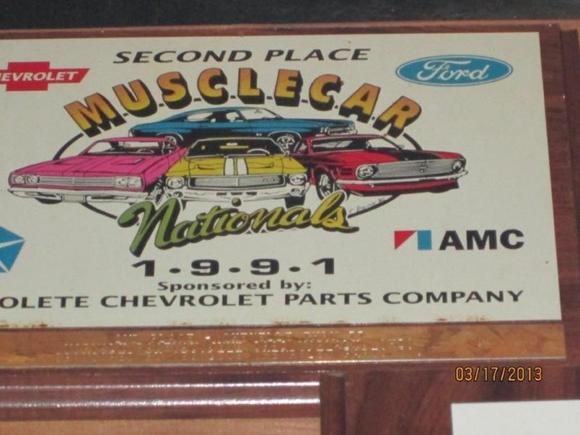 SECOND PLACE
CHEVROLET
Ford
MUSCLECAR
Nationals
AMC
1•9•9•1
Sponsored by:
OLETE CHEVROLET PARTS COMPANY
03/17/2013